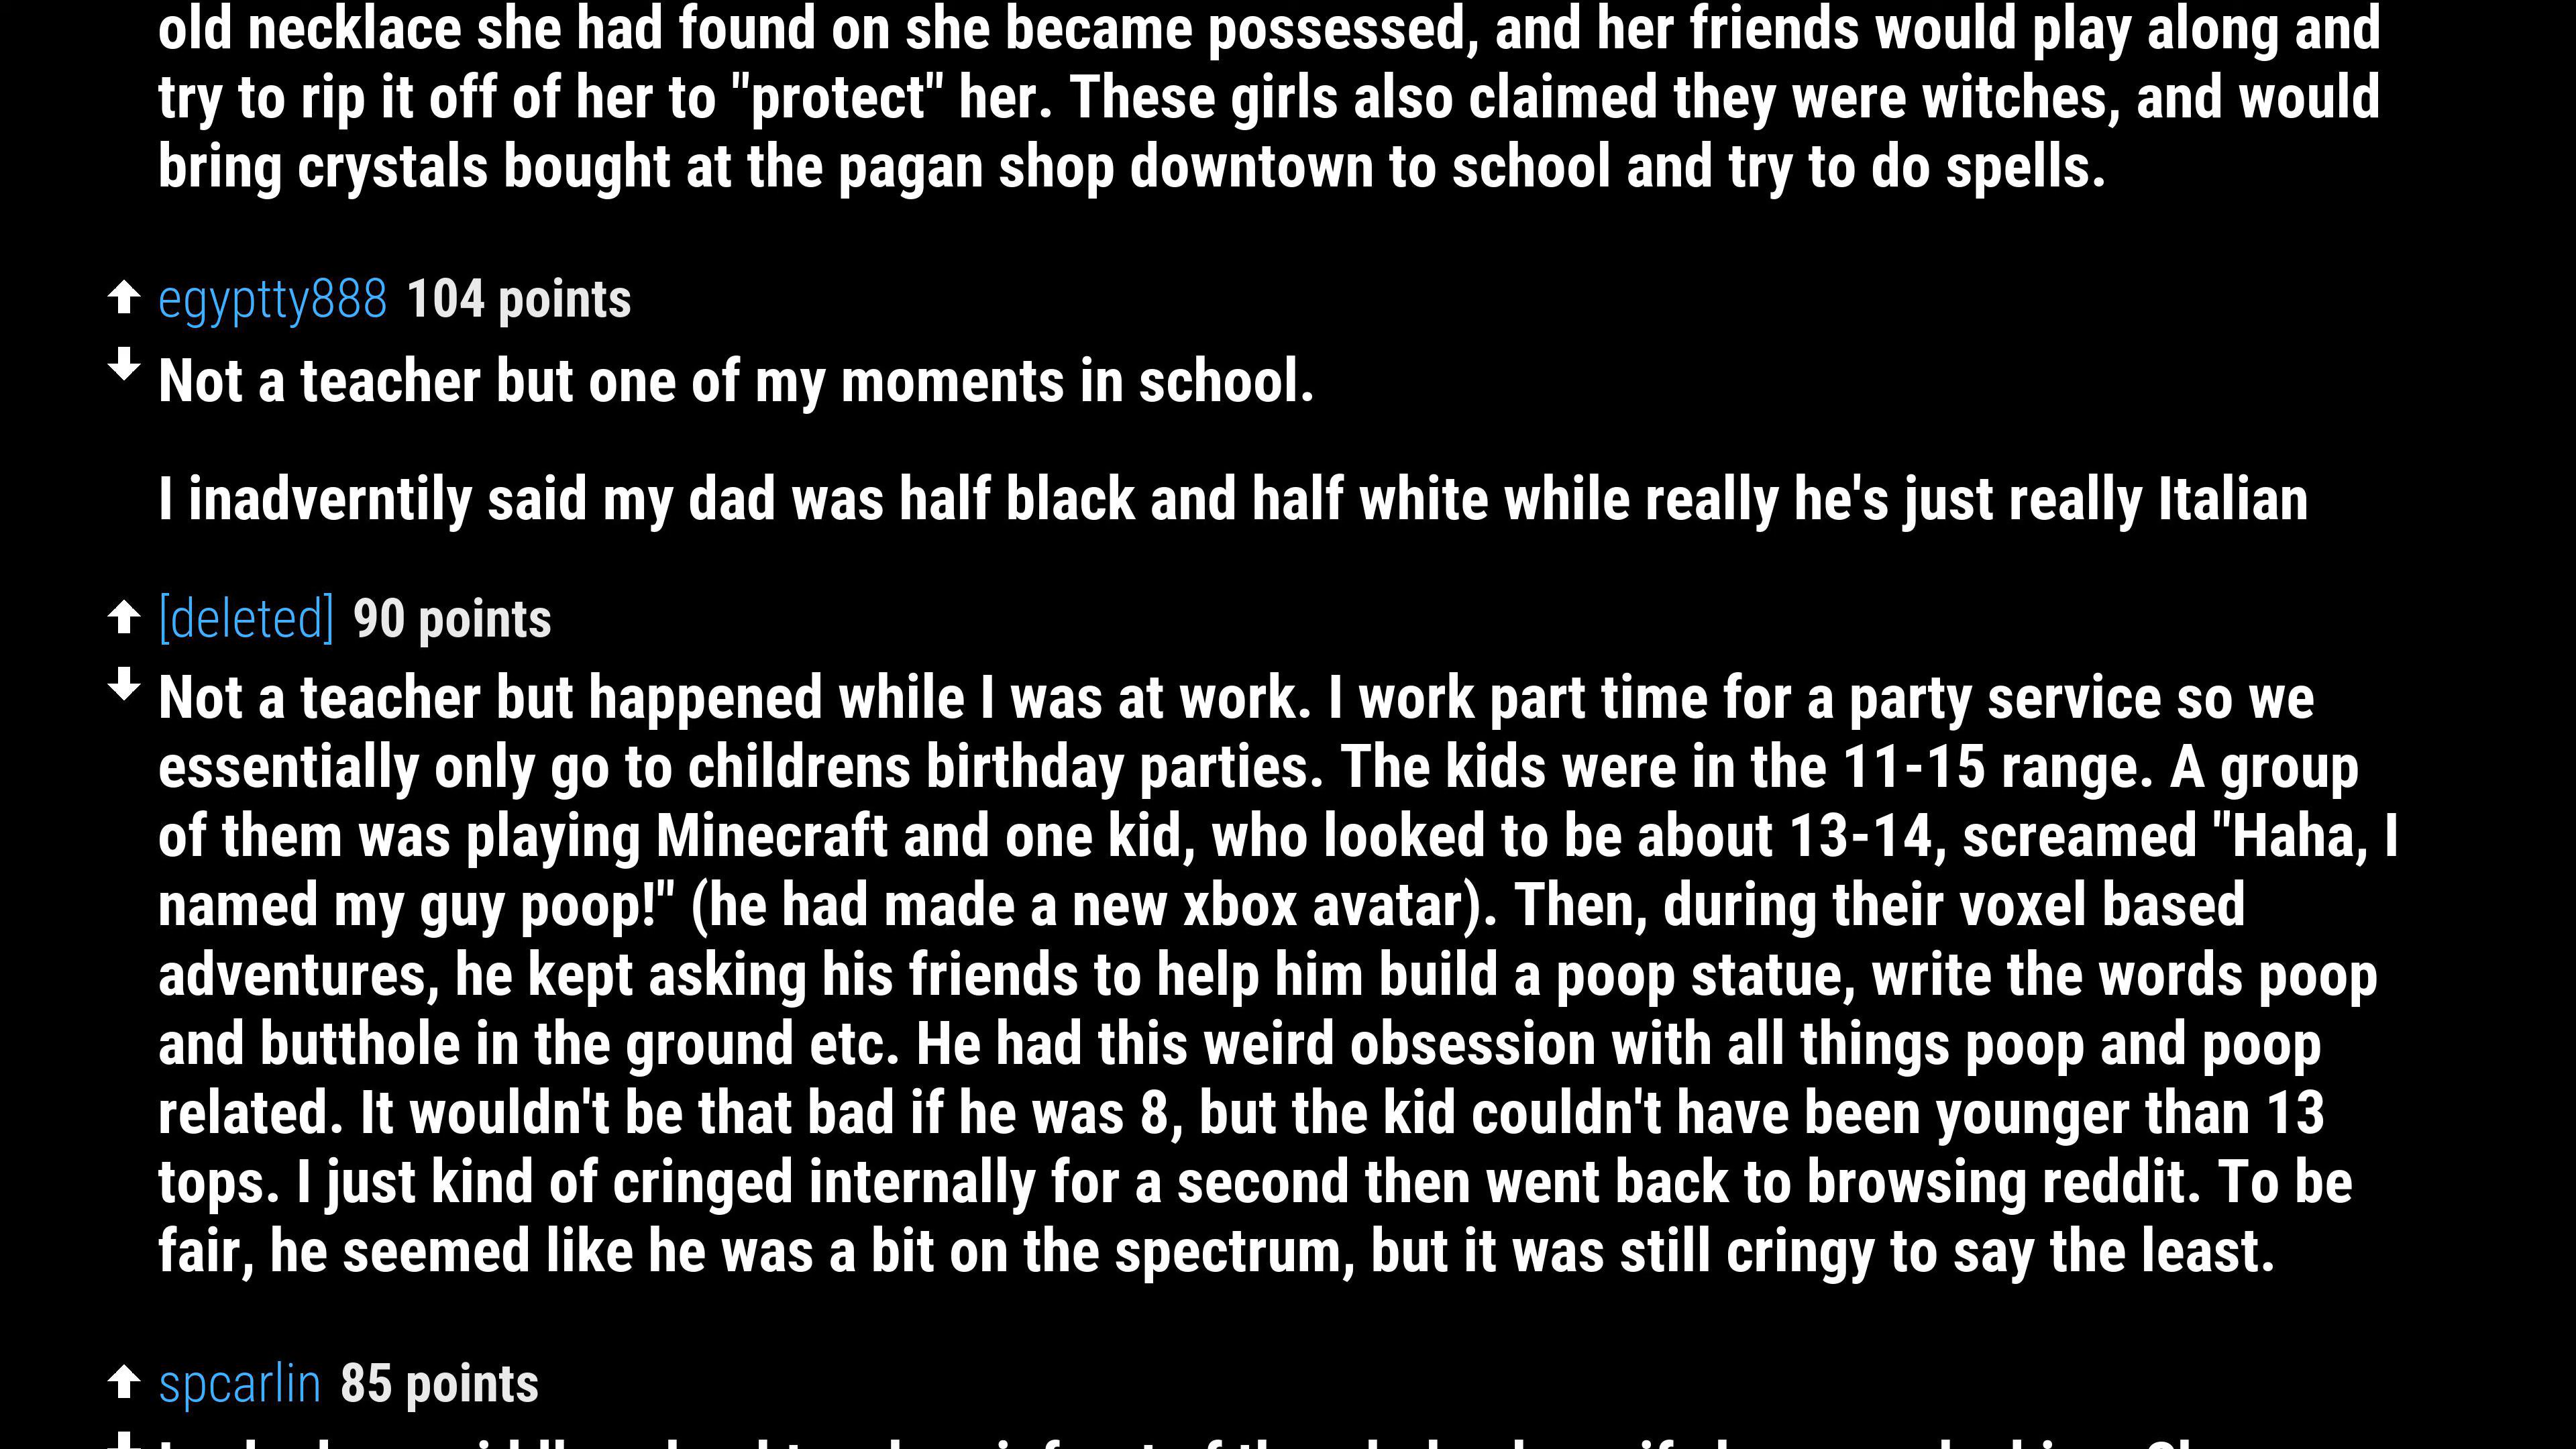 old necklace she had found on she became possessed, and her friends would play along and
try to rip it off of her to "protect" her. These girls also claimed they were witches, and would
bring crystals bought at the pagan shop downtown to school and try to do spells.
egyptty888 104 points
Not a teacher but one of my moments in school.
I inadverntily said my dad was half black and half white while really he's just really Italian
[deleted] 90 points
Not a teacher but happened while I was at work. I work part time for a party service so we
essentially only go to childrens birthday parties. The kids were in the 11-15 range. A group
of them was playing Minecraft and one kid, who looked to be about 13-14, screamed "Haha, I
named my guy poop!" (he had made a new xbox avatar). Then, during their voxel based
adventures, he kept asking his friends to help him build a poop statue, write the words poop
and butthole in the ground etc. He had this weird obsession with all things poop and poop
related. It wouldn't be that bad if he was 8, but the kid couldn't have been younger than 13
tops. I just kind of cringed internally for a second then went back to browsing reddit. To be
fair, he seemed like he was a bit on the spectrum, but it was still cringy to say the least.
spcarlin 85 points